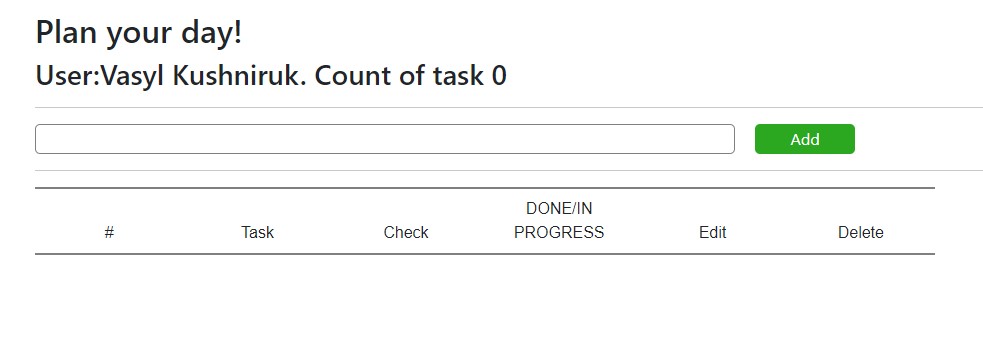 Plan your day!
User:Vasyl Kushniruk. Count of task 0
Add
DONE/IN
# Task Check PROGRESS Edit Delete